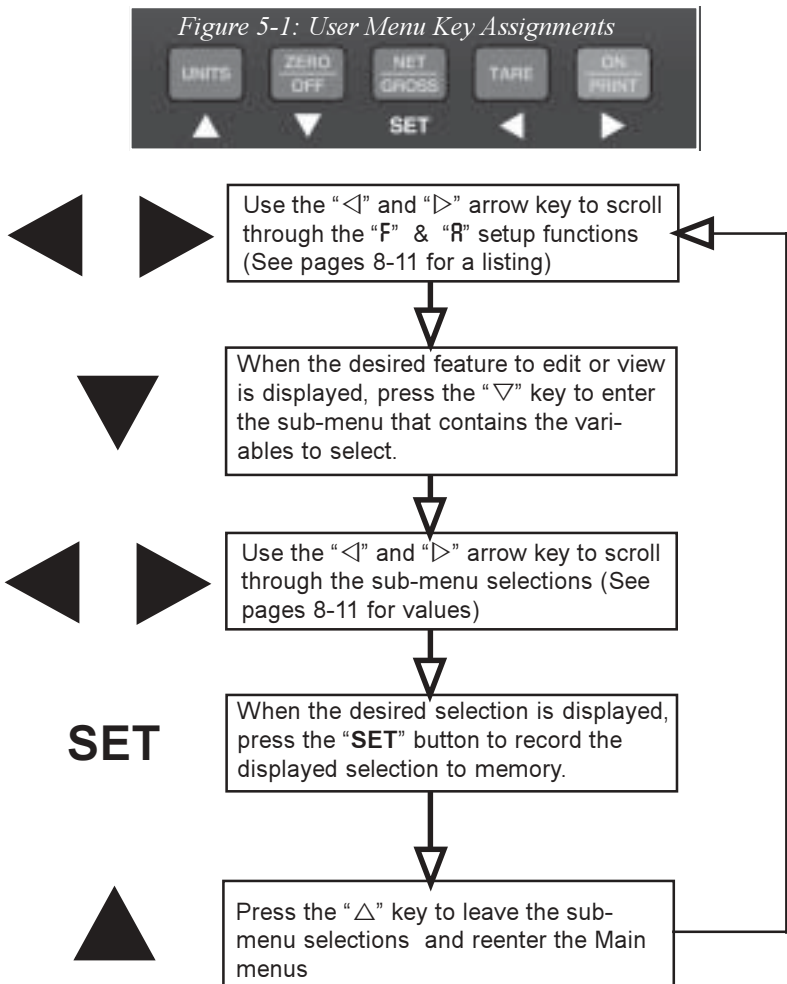 Figure 5-1: User Menu Key Assignments
UNITS ZERO NET TARE ON
OFF GROSS PRINT
▲ ▼ SET ◀ ▶
Use the “◁” and “▷” arrow key to scroll
through the “F” & “A” setup functions
(See pages 8-11 for a listing)
When the desired feature to edit or view
is displayed, press the “▽” key to enter
the sub-menu that contains the vari-
ables to select.
Use the “◁” and “▷” arrow key to scroll
through the sub-menu selections (See
pages 8-11 for values)
SET
When the desired selection is displayed,
press the “SET” button to record the
displayed selection to memory.
Press the “△” key to leave the sub-
menu selections and reenter the Main
menus